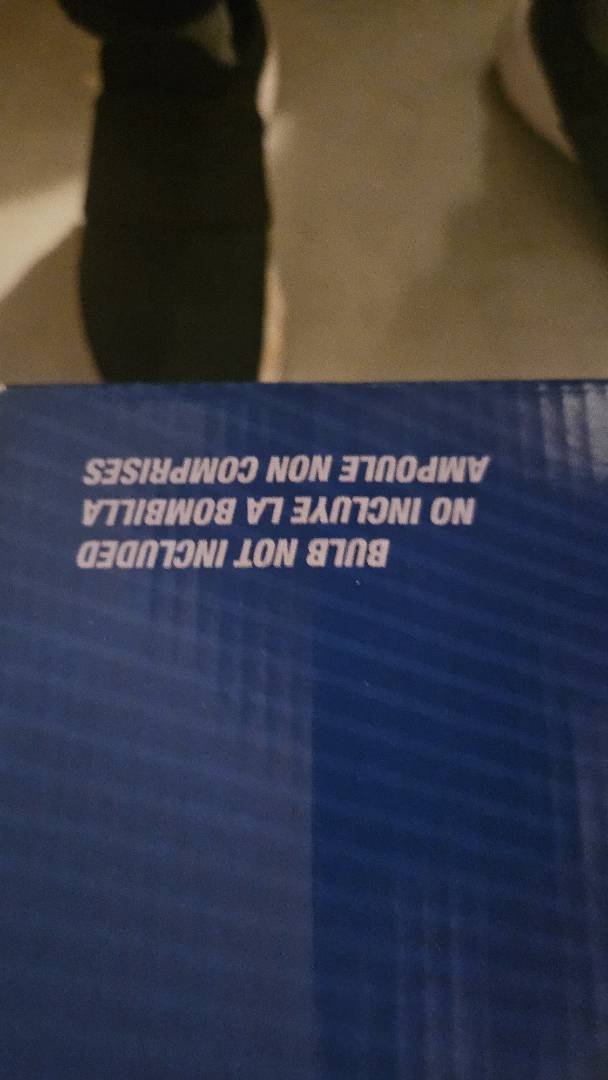 BULB NOT INCLUDED
NO INCLUYE LA BOMBILLA
AMPOULE NON COMPRISES